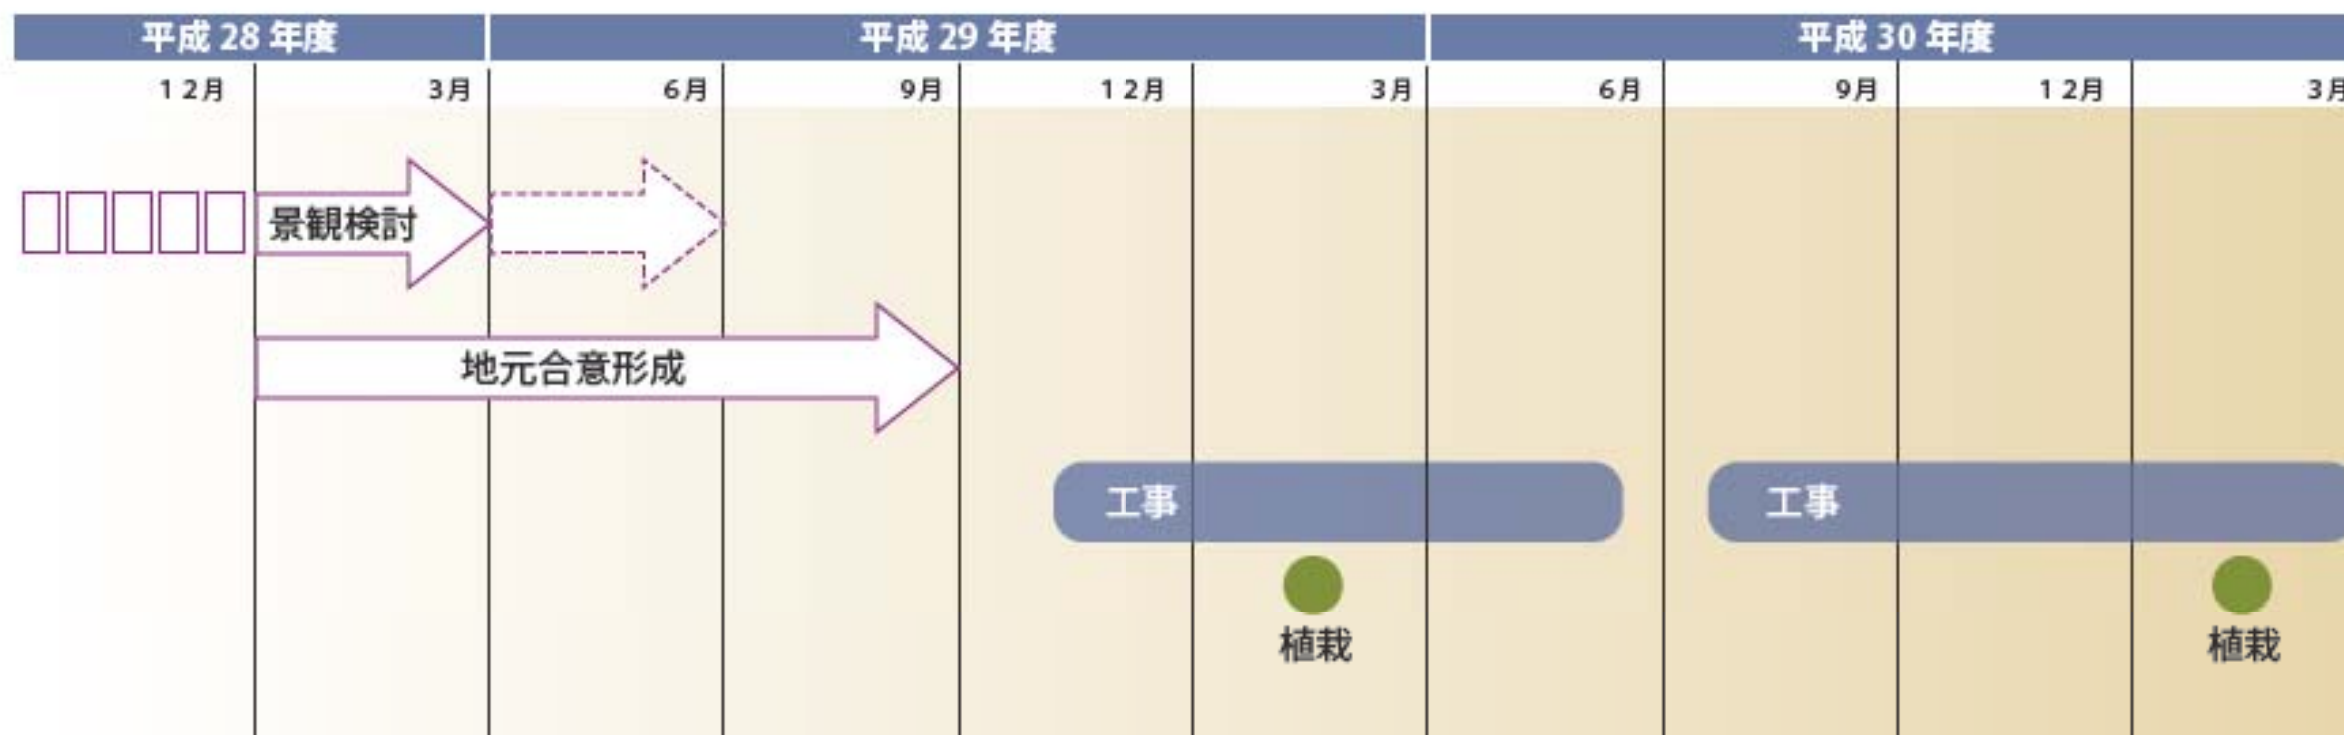 平成 28 年度
平成 29 年度
平成 30 年度
12月
3月
6月
9月
12月
3月
6月
9月
12月
3月
景観検討
地元合意形成
工事
工事
植栽
植栽